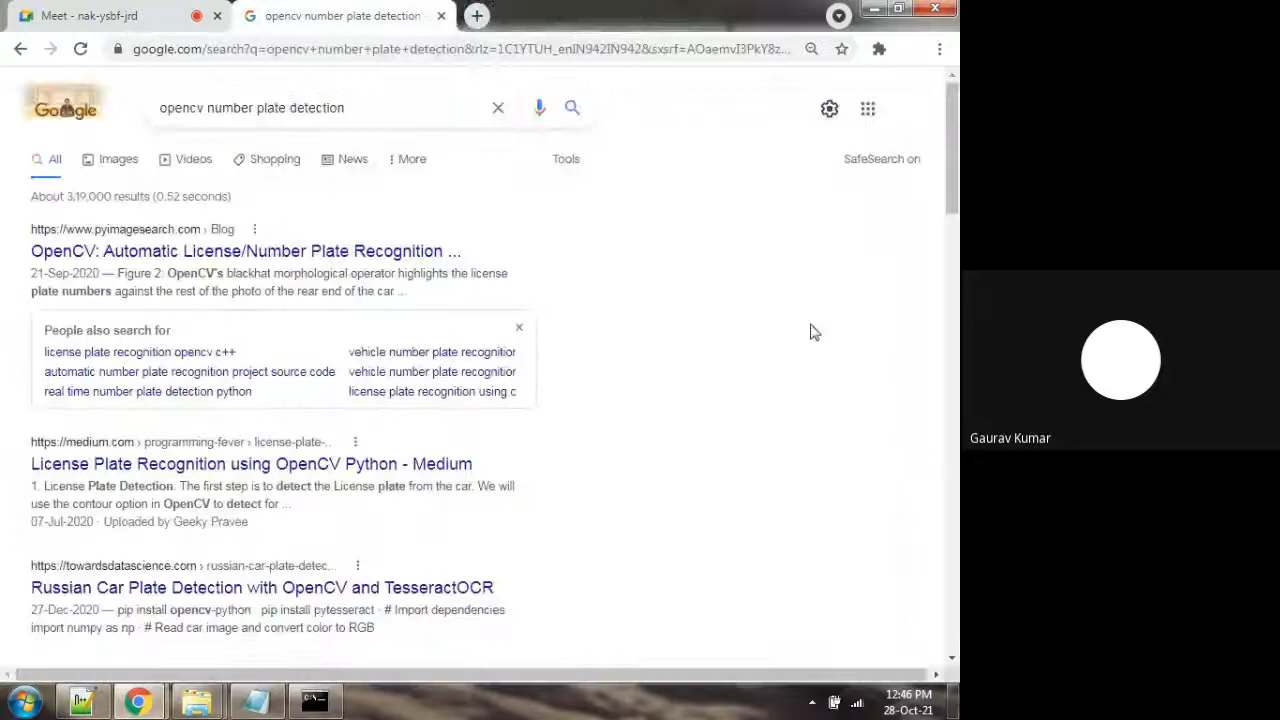 Meet - nak-ysbf-jrd
opencv number plate detection
google.com/search?q=opencv+number+plate+detection&rlz=1C1YTUH_enIN942IN942&sxsrf=AOaemvI3PkY8z...
Google
opencv number plate detection
All
Images
Videos
Shopping
News
More
Tools
SafeSearch on
About 3,19,000 results (0.52 seconds)
https://www.pyimagesearch.com › Blog
OpenCV: Automatic License/Number Plate Recognition ...
21-Sep-2020 — Figure 2: OpenCV's blackhat morphological operator highlights the license
plate numbers against the rest of the photo of the rear end of the car ...
People also search for
license plate recognition opencv c++
vehicle number plate recognition
automatic number plate recognition project source code
vehicle number plate recognition
real time number plate detection python
license plate recognition using c
https://medium.com › programming-fever › license-plate-..
License Plate Recognition using OpenCV Python - Medium
1. License Plate Detection. The first step is to detect the License plate from the car. We will
use the contour option in OpenCV to detect for ...
07-Jul-2020 · Uploaded by Geeky Pravee
https://towardsdatascience.com › russian-car-plate-detec...
Russian Car Plate Detection with OpenCV and TesseractOCR
27-Dec-2020 — pip install opencv-python · pip install pytesseract · # Import dependencies
import numpy as np · # Read car image and convert color to RGB
Gaurav Kumar
12:46 PM
28-Oct-21